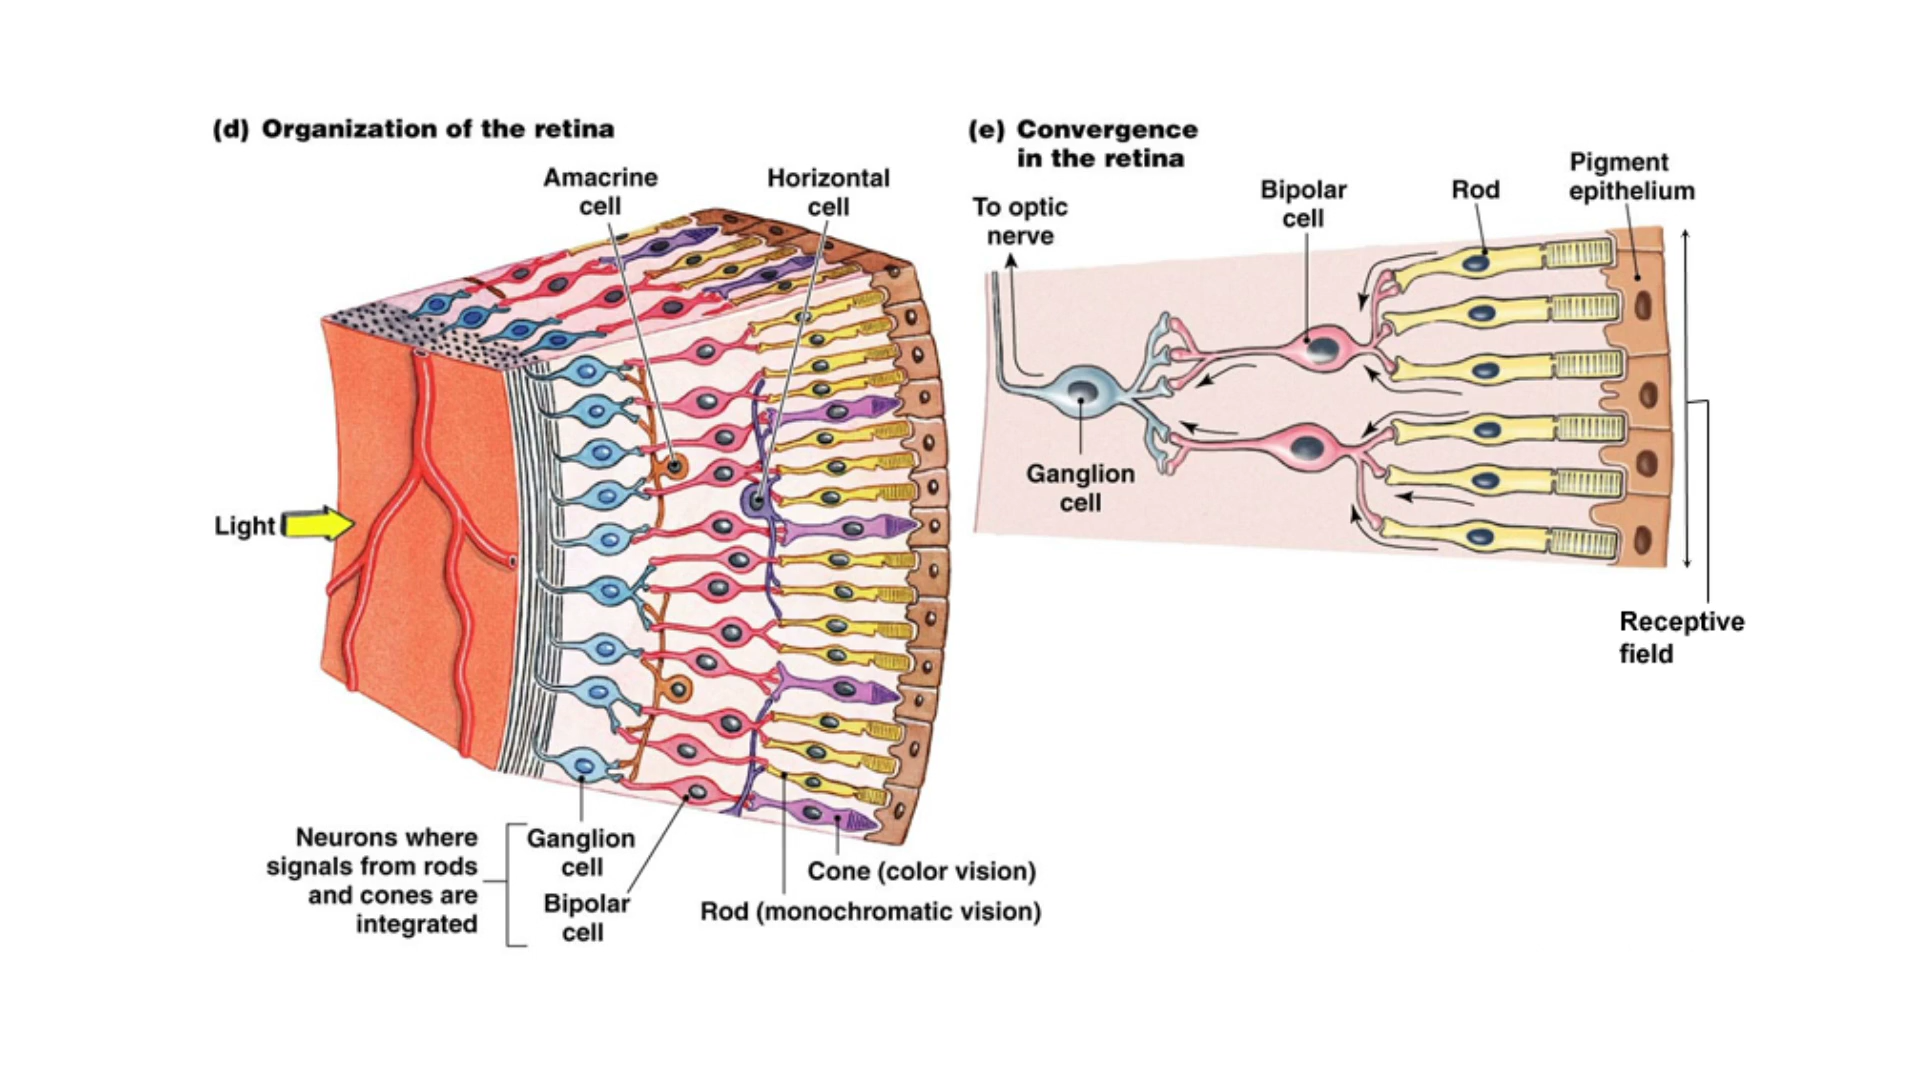 (d) Organization of the retina
Amacrine
cell
Horizontal
cell
Light
Neurons where
signals from rods
and cones are
integrated
Ganglion
cell
Bipolar
cell
Cone (color vision)
Rod (monochromatic vision)
(e) Convergence
in the retina
To optic
nerve
Bipolar
cell
Rod
Pigment
epithelium
Ganglion
cell
Receptive
field